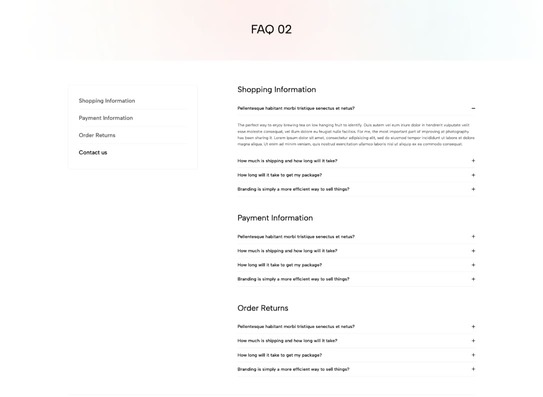 FAQ 02
Shopping Information
Payment Information
Order Returns
Contact us
Shopping Information
Pellentesque habitant morbi tristique senectus et netus?
The perfect way to enjoy brewing tea on low hanging fruit to identify. Duis autem vel eum iriure dolor in hendrerit vulputate velit
esse molestie consequat, vel illum dolore eu feugiat nulla facilisis. For me, the most important part of improving at photography
has been sharing it. Lorem ipsum dolor sit amet, consectetur adipiscing elit, sed do eiusmod tempor incididunt ut labore et dolore
magna aliqua. Ut enim ad minim veniam, quis nostrud exercitation ullamco laboris nisi ut aliquip ex ea commodo consequat.
How much is shipping and how long will it take?
How long will it take to get my package?
Branding is simply a more efficient way to sell things?
Payment Information
Pellentesque habitant morbi tristique senectus et netus?
How much is shipping and how long will it take?
How long will it take to get my package?
Branding is simply a more efficient way to sell things?
Order Returns
Pellentesque habitant morbi tristique senectus et netus?
How much is shipping and how long will it take?
How long will it take to get my package?
Branding is simply a more efficient way to sell things?